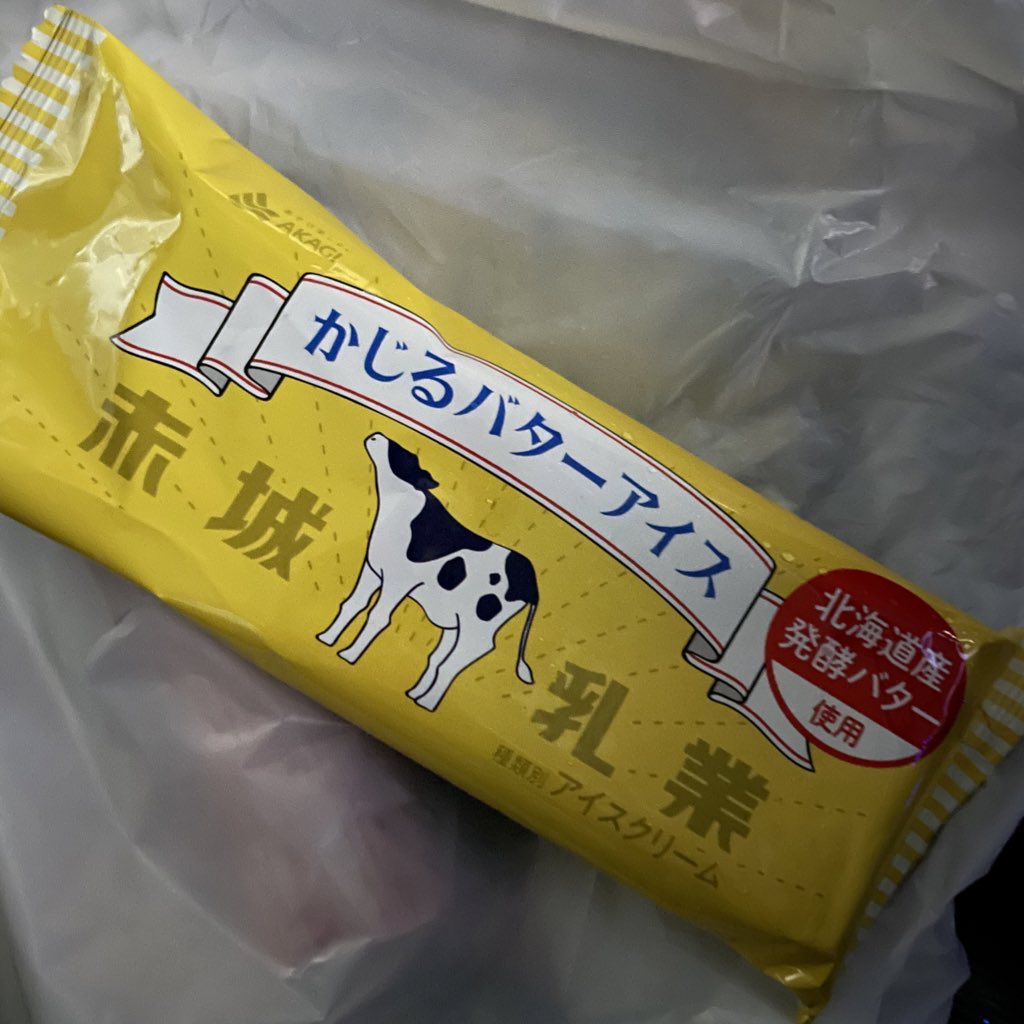 AKAGI
かじるバターアイス
赤城
乳業
北海道産
発酵バター
使用
種類別 アイスクリーム